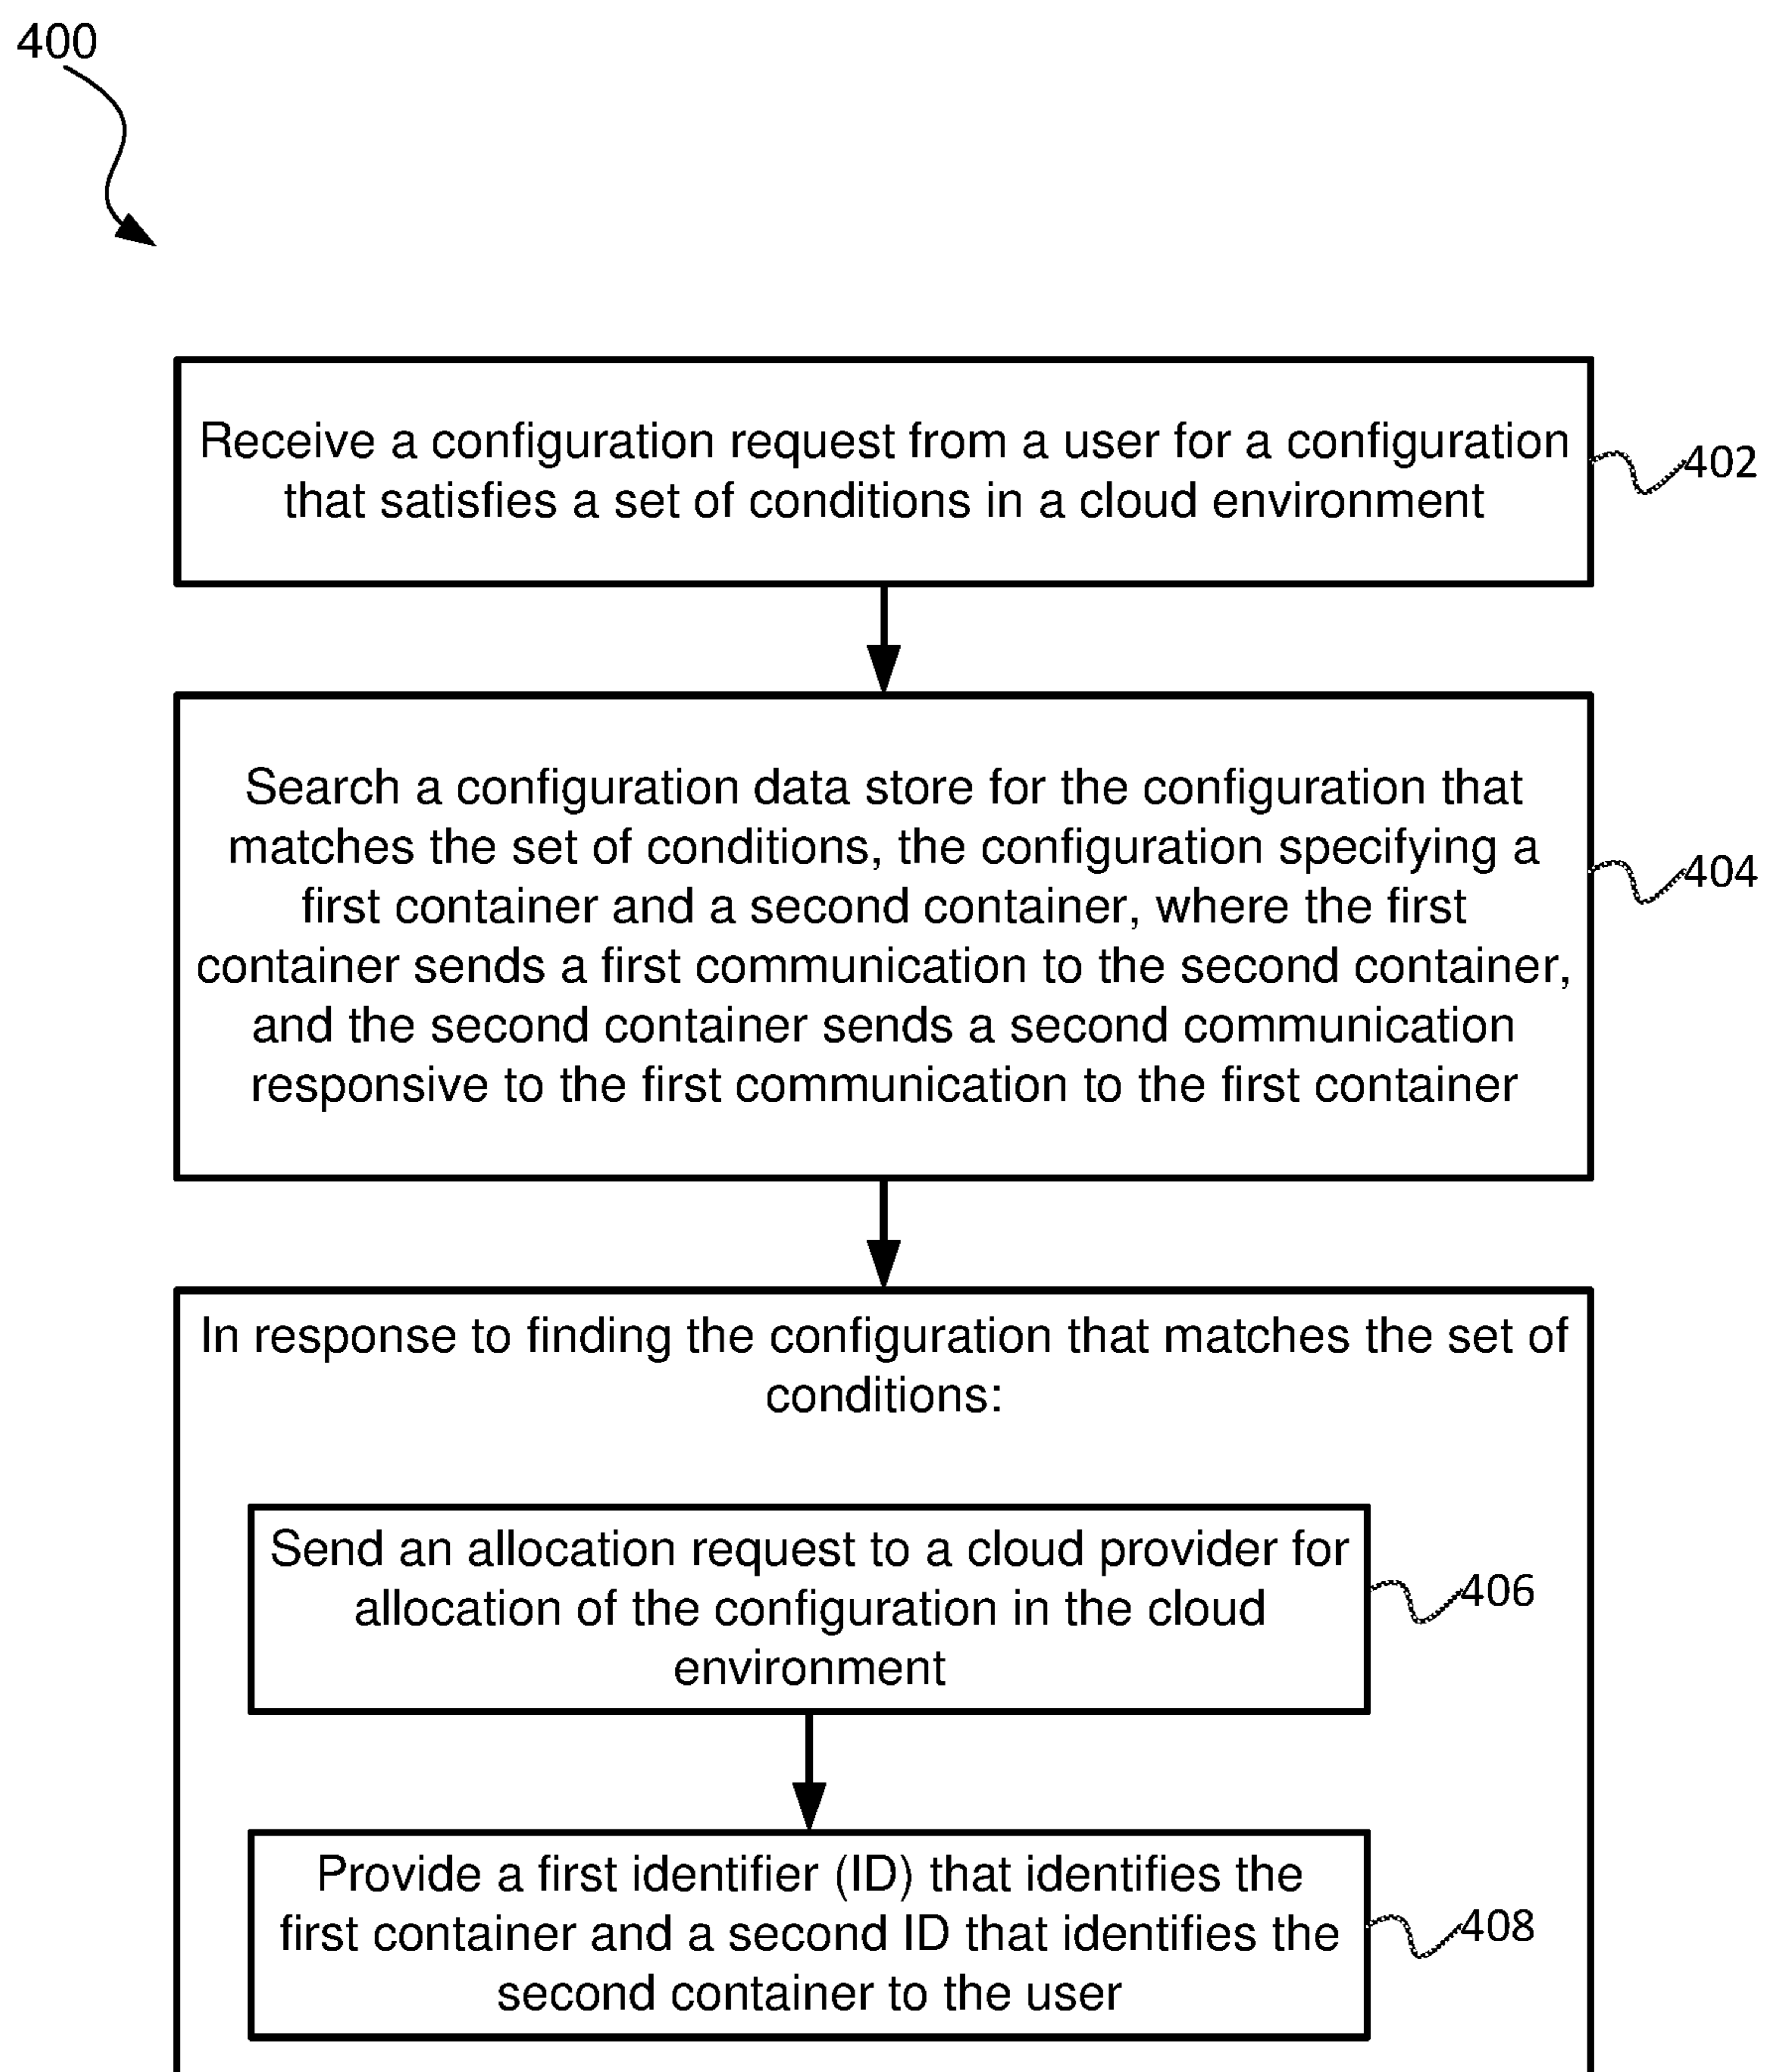 400
Receive a configuration request from a user for a configuration
that satisfies a set of conditions in a cloud environment
402
Search a configuration data store for the configuration that
matches the set of conditions, the configuration specifying a
first container and a second container, where the first
container sends a first communication to the second container,
and the second container sends a second communication
responsive to the first communication to the first container
404
In response to finding the configuration that matches the set of
conditions:
Send an allocation request to a cloud provider for
allocation of the configuration in the cloud
environment
406
Provide a first identifier (ID) that identifies the
first container and a second ID that identifies the
second container to the user
408